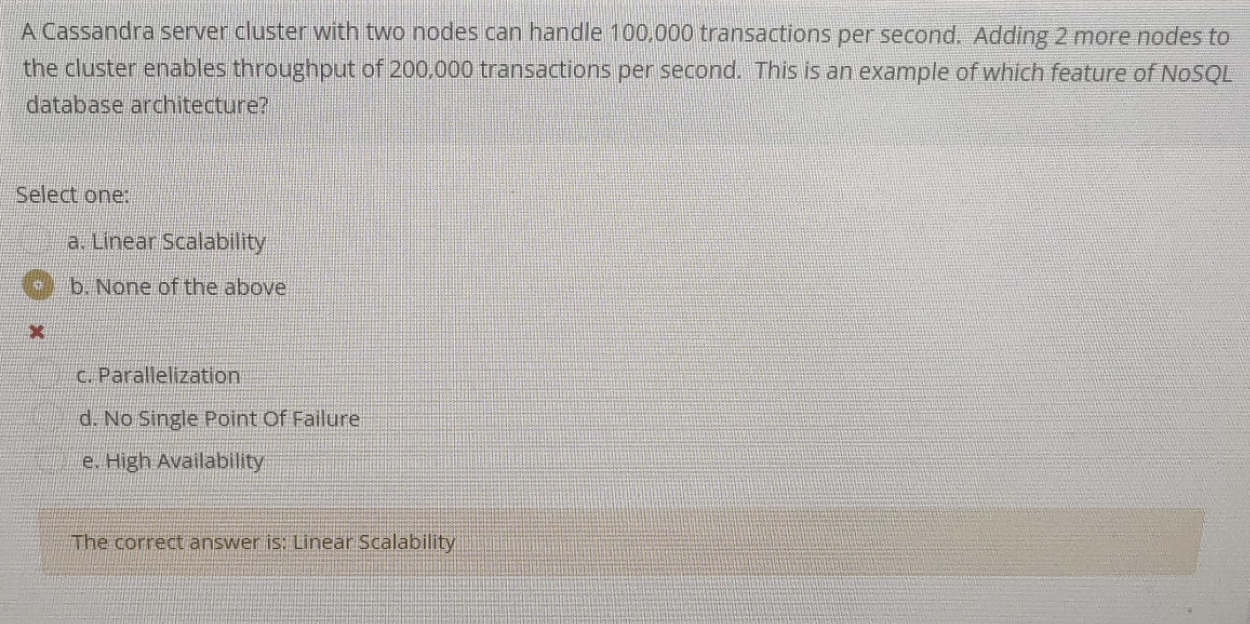 A Cassandra server cluster with two nodes can handle 100,000 transactions per second. Adding 2 more nodes to
the cluster enables throughput of 200,000 transactions per second. This is an example of which feature of NoSQL
database architecture?
Select one:
a. Linear Scalability
b. None of the above
c. Parallelization
d. No Single Point Of Failure
e. High Availability
The correct answer is: Linear Scalability